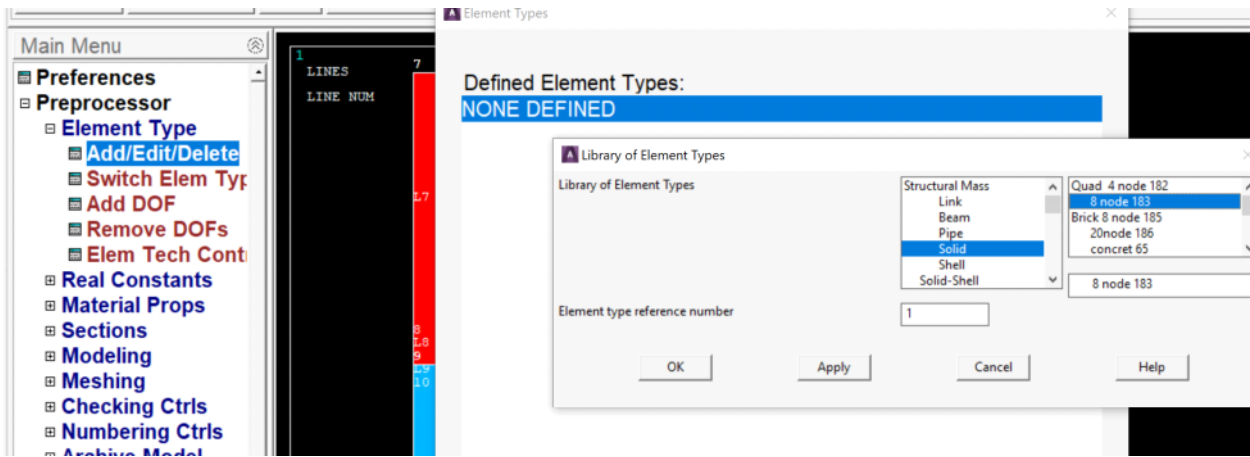 Element Types
Main Menu
Preferences
Preprocessor
Element Type
Add/Edit/Delete
Switch Elem Typ
Add DOF
Remove DOFs
Elem Tech Cont
Real Constants
Material Props
Sections
Modeling
Meshing
Checking Ctrls
Numbering Ctrls
Archive Model
1
LINES
LINE NUM
7
L7
8
L8
9
L9
10
Defined Element Types:
NONE DEFINED
Library of Element Types
Library of Element Types
Structural Mass
Link
Beam
Pipe
Solid
Shell
Solid-Shell
Quad 4 node 182
8 node 183
Brick 8 node 185
20node 186
concret 65
8 node 183
Element type reference number
1
OK
Apply
Cancel
Help